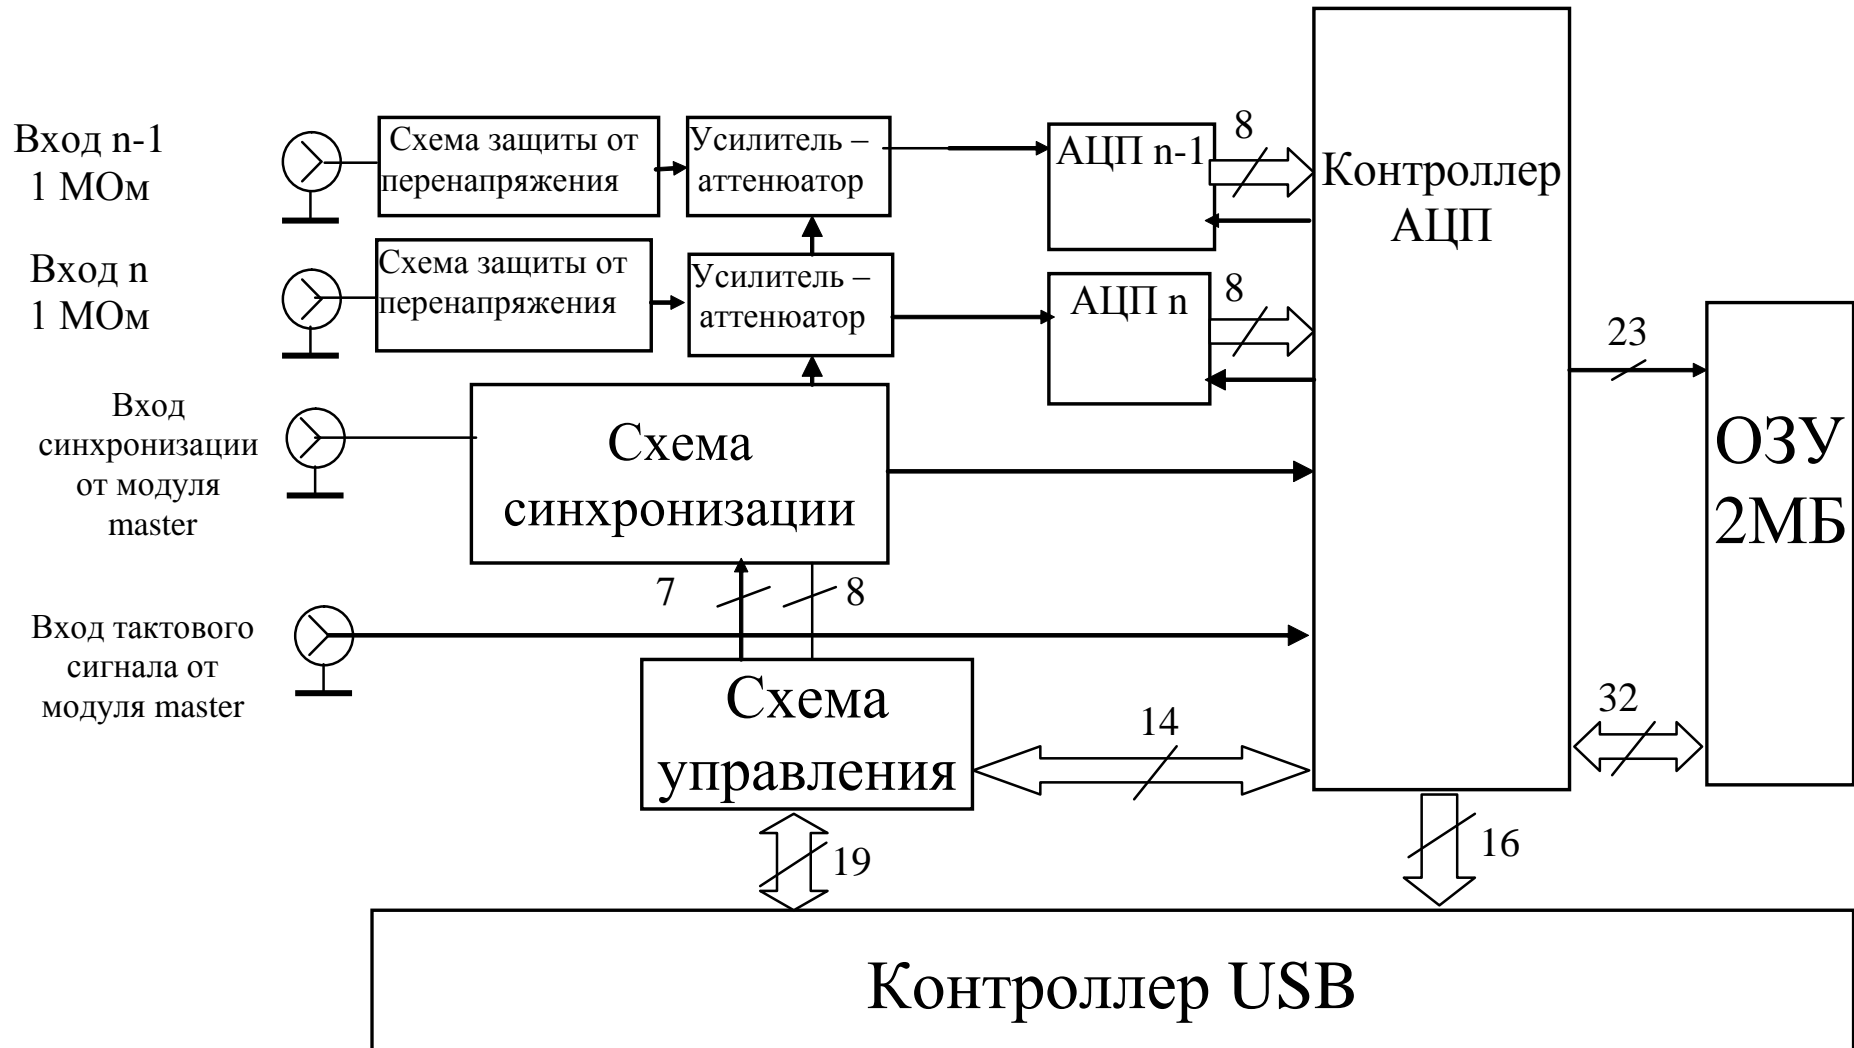 Вход n-1
1 МОм
Схема защиты от
перенапряжения
Усилитель –
аттенюатор
АЦП n-1
8
Контроллер
АЦП
Вход n
1 МОм
Схема защиты от
перенапряжения
Усилитель –
аттенюатор
АЦП n
8
23
ОЗУ
2МБ
Вход
синхронизации
от модуля
master
Схема
синхронизации
7
8
Вход тактового
сигнала от
модуля master
Схема
управления
14
32
19
16
Контроллер USB